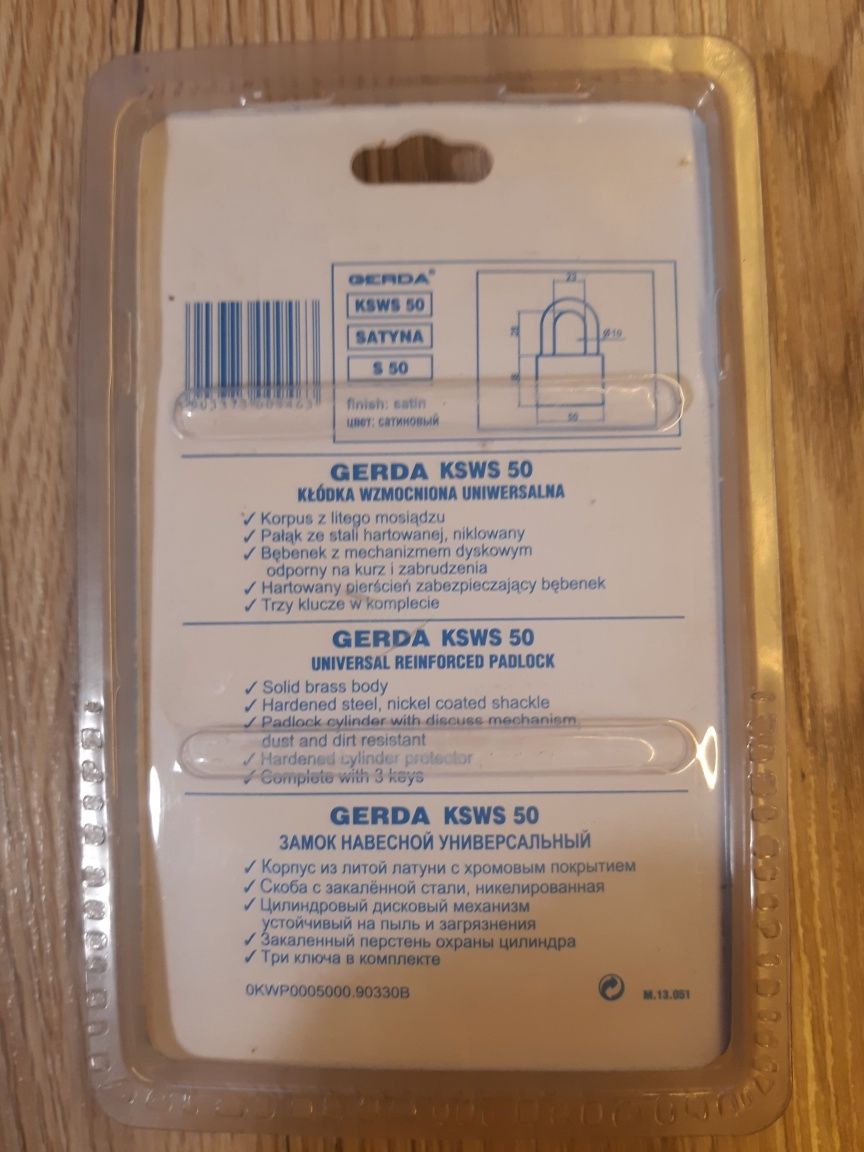 GERDA®
KSWS 50
SATYNA
S 50
finish: satin
цвет: сатиновый
23
28
Ø 10
50
GERDA KSWS 50
KŁÓDKA WZMOCNIONA UNIWERSALNA
✓ Korpus z litego mosiądzu
✓ Pałąk ze stali hartowanej, niklowany
✓ Bębenek z mechanizmem dyskowym
odporny na kurz i zabrudzenia
✓ Hartowany pierścień zabezpieczający bębenek
✓ Trzy klucze w komplecie
GERDA KSWS 50
UNIVERSAL REINFORCED PADLOCK
✓ Solid brass body
✓ Hardened steel, nickel coated shackle
✓ Padlock cylinder with discuss mechanism,
dust and dirt resistant
✓ Hardened cylinder protector
✓ Complete with 3 keys
GERDA KSWS 50
ЗАМОК НАВЕСНОЙ УНИВЕРСАЛЬНЫЙ
✓ Корпус из литой латуни с хромовым покрытием
✓ Скоба с закалённой стали, никелированная
✓ Цилиндровый дисковый механизм
устойчивый на пыль и загрязнения
✓ Закаленный перстень охраны цилиндра
✓ Три ключа в комплекте
0KWP0005000.90330B
M.13.051